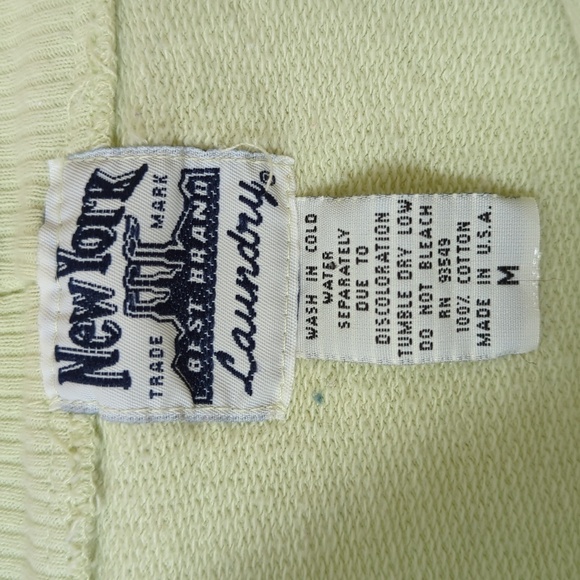 New York
TRADE MARK
BEST BRAND
Laundry®
WASH IN COLD
WATER
SEPARATELY
DUE TO
DISCOLORATION
TUMBLE DRY LOW
DO NOT BLEACH
RN 93549
100% COTTON
MADE IN U.S.A.
M